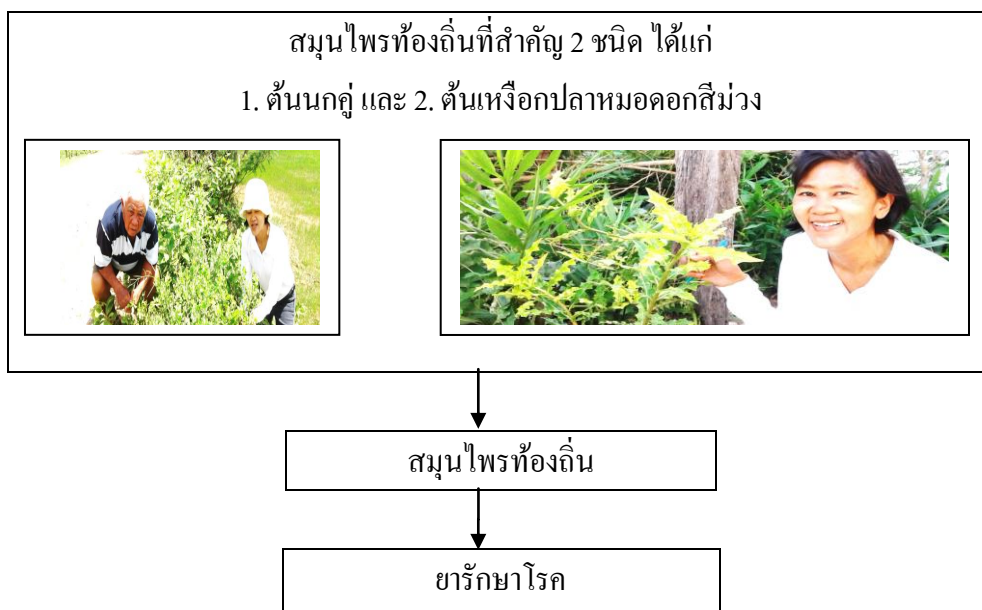 สมุนไพรท้องถิ่นที่สำคัญ 2 ชนิด ได้แก่
1. ต้นนกคู่ และ 2. ต้นเหงือกปลาหมอดอกสีม่วง
สมุนไพรท้องถิ่น
ยารักษาโรค